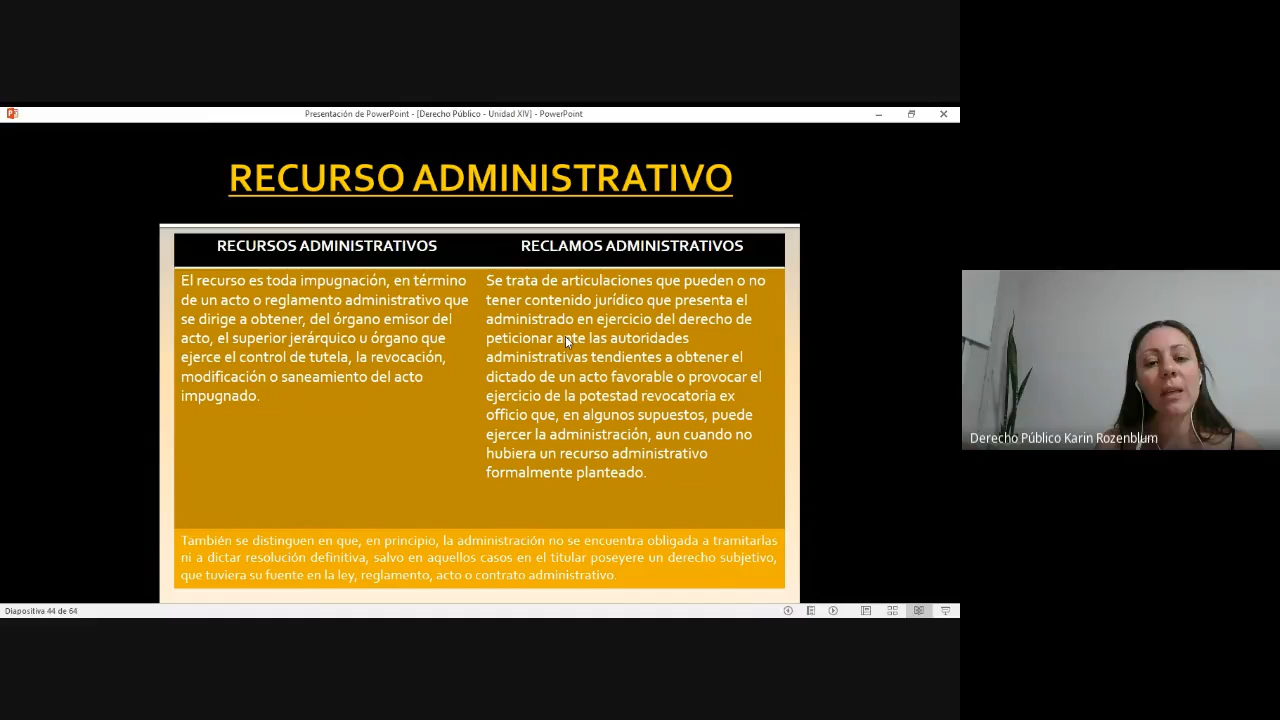 Presentación de PowerPoint - [Derecho Público - Unidad XIV] - PowerPoint
RECURSO ADMINISTRATIVO
RECURSOS ADMINISTRATIVOS
El recurso es toda impugnación, en término
de un acto o reglamento administrativo que
se dirige a obtener, del órgano emisor del
acto, el superior jerárquico u órgano que
ejerce el control de tutela, la revocación,
modificación o saneamiento del acto
impugnado.
RECLAMOS ADMINISTRATIVOS
Se trata de articulaciones que pueden o no
tener contenido jurídico que presenta el
administrado en ejercicio del derecho de
peticionar ante las autoridades
administrativas tendientes a obtener el
dictado de un acto favorable o provocar el
ejercicio de la potestad revocatoria ex
officio que, en algunos supuestos, puede
ejercer la administración, aun cuando no
hubiera un recurso administrativo
formalmente planteado.
También se distinguen en que, en principio, la administración no se encuentra obligada a tramitarlas
ni a dictar resolución definitiva, salvo en aquellos casos en el titular poseyere un derecho subjetivo,
que tuviera su fuente en la ley, reglamento, acto o contrato administrativo.
Diapositiva 44 de 64
Derecho Público Karin Rozenblum